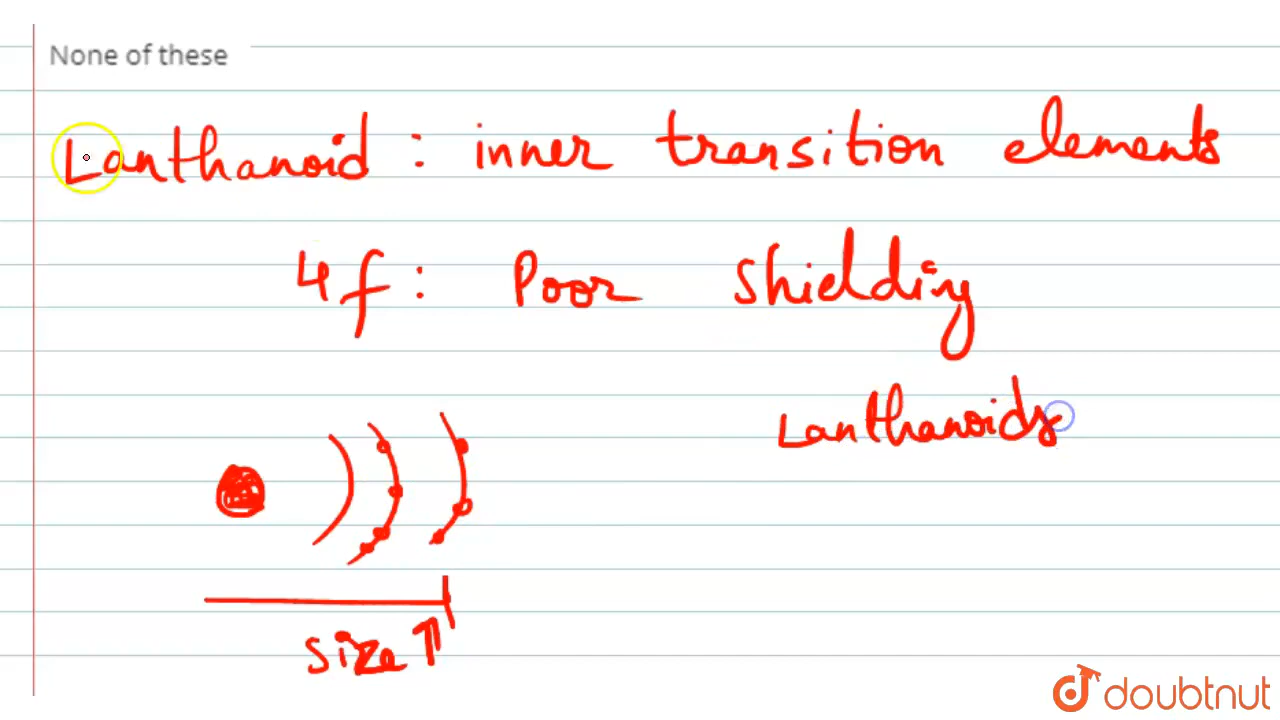 None of these
Lanthanoid : inner transition elements
4f : Poor shielding
Lanthanoids
size ↑
doubtnut